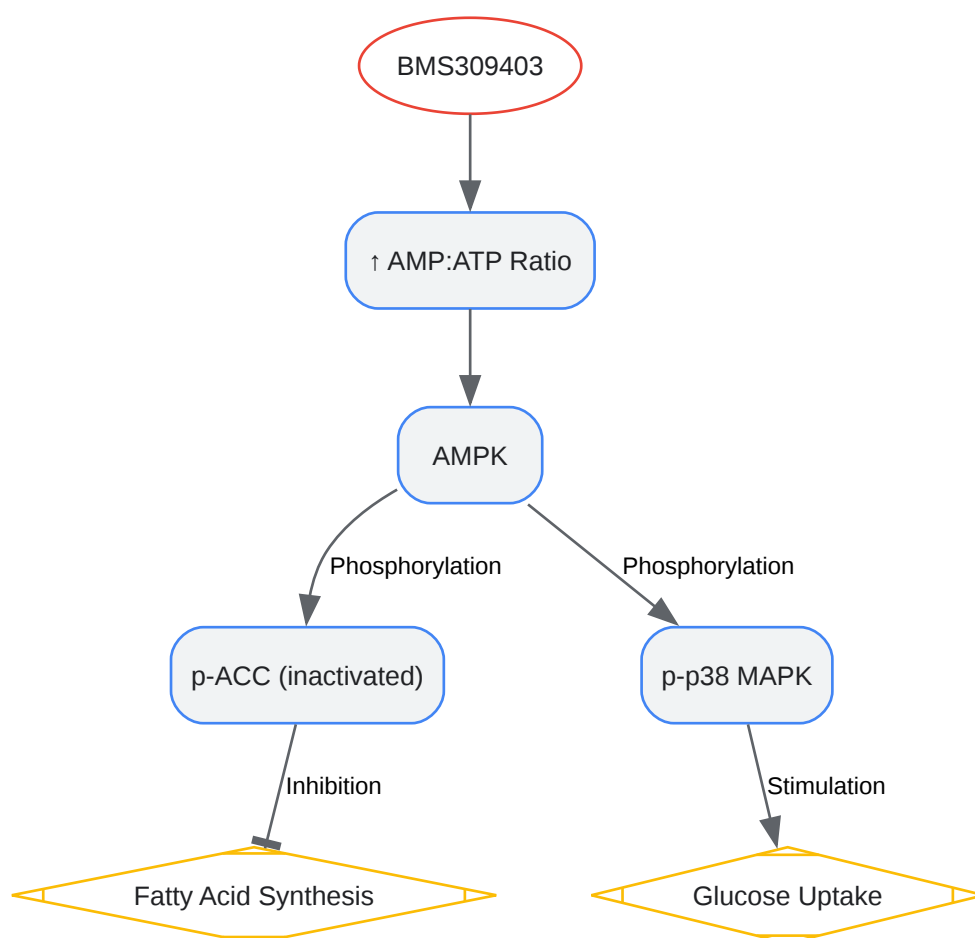 BMS309403
↑ AMP:ATP Ratio
AMPK
Phosphorylation
Phosphorylation
p-ACC (inactivated)
p-p38 MAPK
Inhibition
Stimulation
Fatty Acid Synthesis
Glucose Uptake